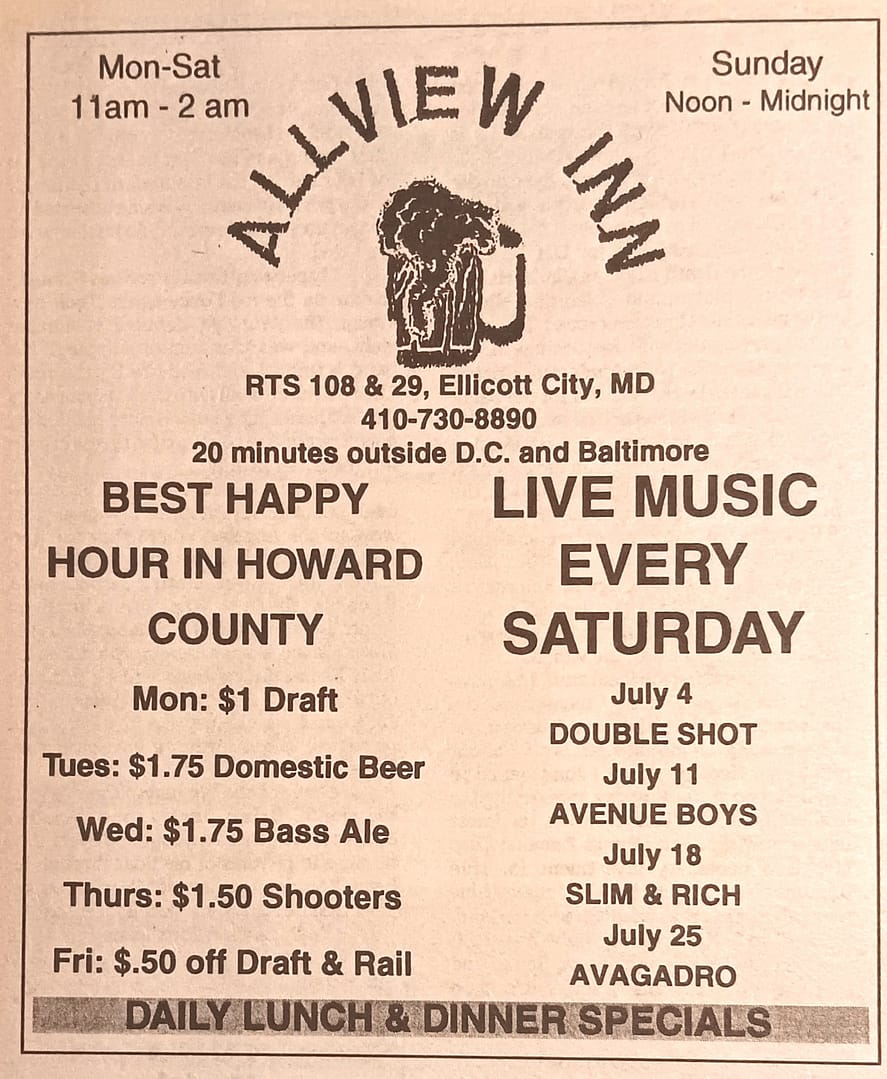 Mon-Sat
11am - 2 am
Sunday
Noon - Midnight
ALLVIEW INN
RTS 108 & 29, Ellicott City, MD
410-730-8890
20 minutes outside D.C. and Baltimore
BEST HAPPY
HOUR IN HOWARD
COUNTY
Mon: $1 Draft
Tues: $1.75 Domestic Beer
Wed: $1.75 Bass Ale
Thurs: $1.50 Shooters
Fri: $.50 off Draft & Rail
LIVE MUSIC
EVERY
SATURDAY
July 4
DOUBLE SHOT
July 11
AVENUE BOYS
July 18
SLIM & RICH
July 25
AVAGADRO
DAILY LUNCH & DINNER SPECIALS